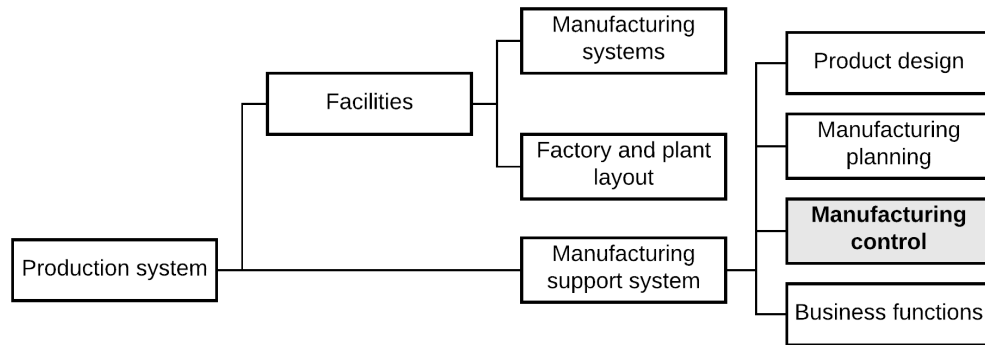 Manufacturing
systems
Product design
Facilities
Manufacturing
planning
Factory and plant
layout
Manufacturing
control
Manufacturing
support system
Production system
Business functions